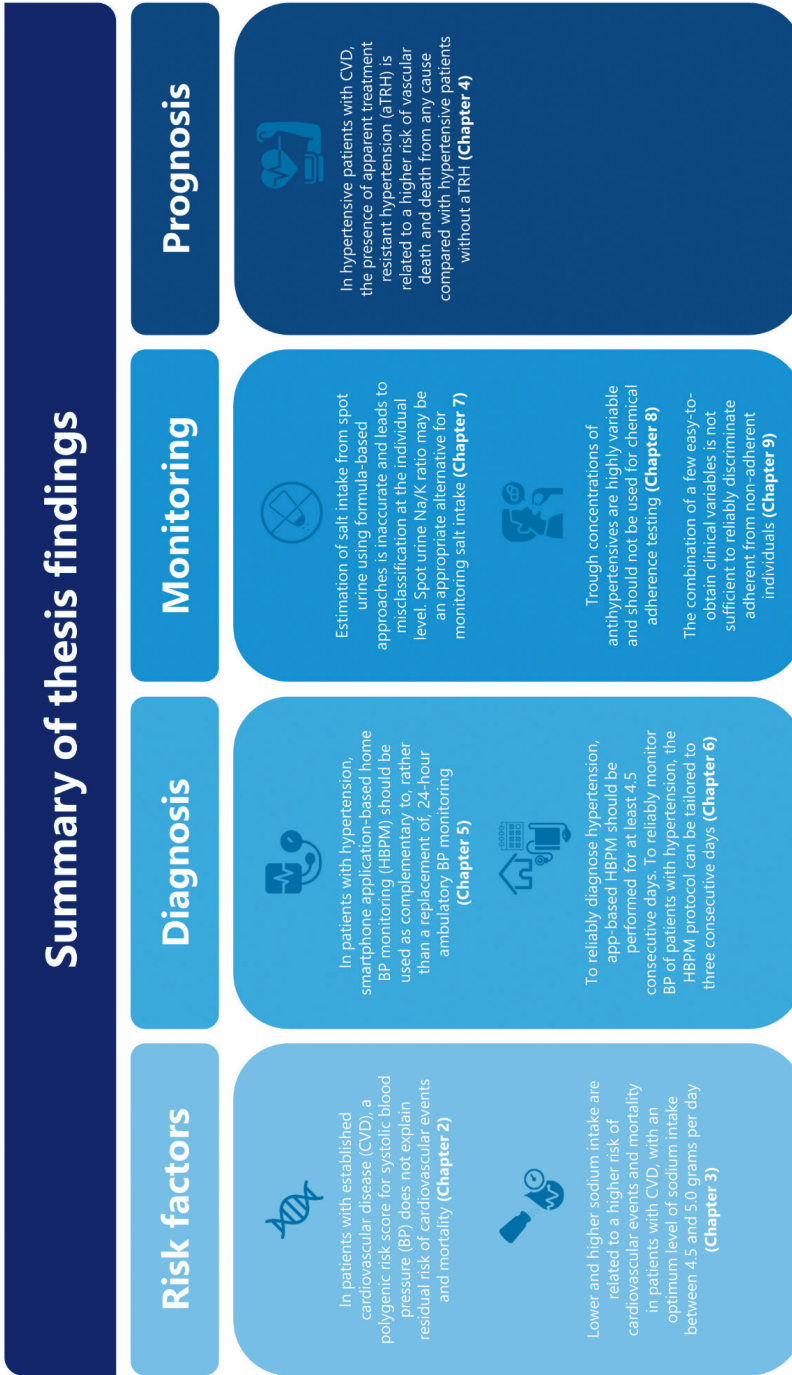 Summary of thesis findings
Risk factors
In patients with established
cardiovascular disease (CVD), a
polygenic risk score for systolic blood
pressure (BP) does not explain
residual risk of cardiovascular events
and mortality (Chapter 2)
Lower and higher sodium intake are
related to a higher risk of
cardiovascular events and mortality
in patients with CVD, with an
optimum level of sodium intake
between 4.5 and 5.0 grams per day
(Chapter 3)
Diagnosis
In patients with hypertension,
smartphone application-based home
BP monitoring (HBPM) should be
used as complementary to, rather
than a replacement of, 24-hour
ambulatory BP monitoring
(Chapter 5)
To reliably diagnose hypertension,
app-based HBPM should be
performed for at least 4.5
consecutive days. To reliably monitor
BP of patients with hypertension, the
HBPM protocol can be tailored to
three consecutive days (Chapter 6)
Monitoring
Estimation of salt intake from spot
urine using formula-based
approaches is inaccurate and leads to
misclassification at the individual
level. Spot urine Na/K ratio may be
an appropriate alternative for
monitoring salt intake (Chapter 7)
Trough concentrations of
antihypertensives are highly variable
and should not be used for chemical
adherence testing (Chapter 8)
The combination of a few easy-to-
obtain clinical variables is not
sufficient to reliably discriminate
adherent from non-adherent
individuals (Chapter 9)
Prognosis
In hypertensive patients with CVD,
the presence of apparent treatment
resistant hypertension (aTRH) is
related to a higher risk of vascular
death and death from any cause
compared with hypertensive patients
without aTRH (Chapter 4)